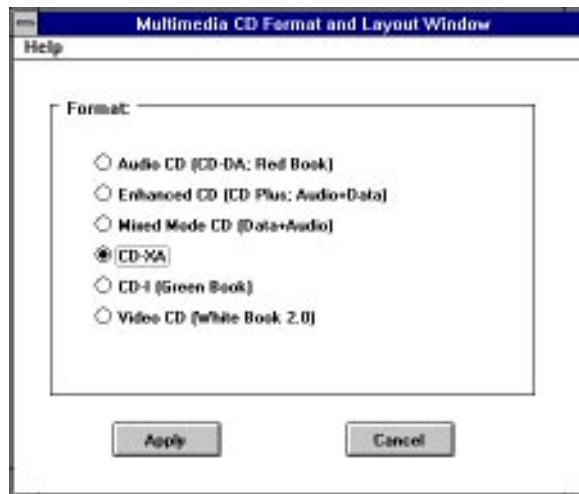 Multimedia CD Format and Layout Window
Help
Format:
Audio CD (CD-DA; Red Book)
Enhanced CD (CD Plus; Audio+Data)
Mixed Mode CD (Data+Audio)
CD-XA
CD-I (Green Book)
Video CD (White Book 2.0)
Apply
Cancel